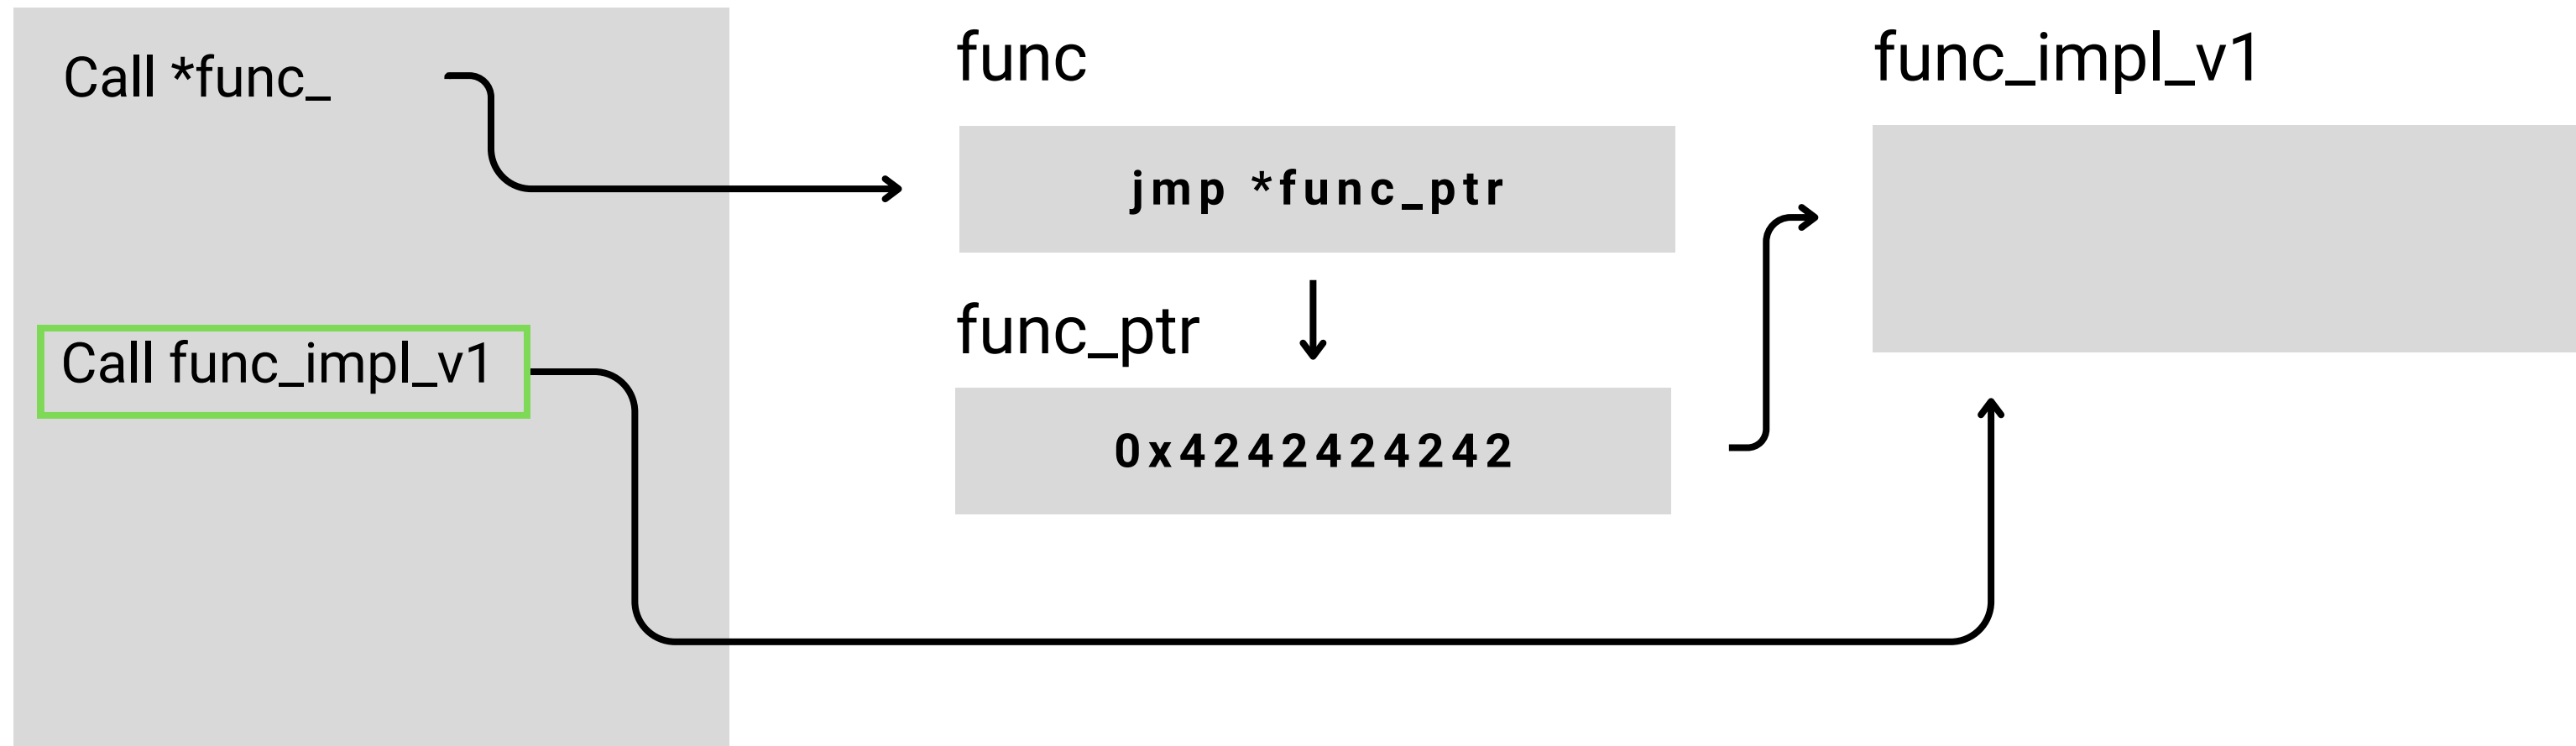 Call *func_
Call func_impl_v1
func
jmp *func_ptr
func_ptr
0x4242424242
func_impl_v1